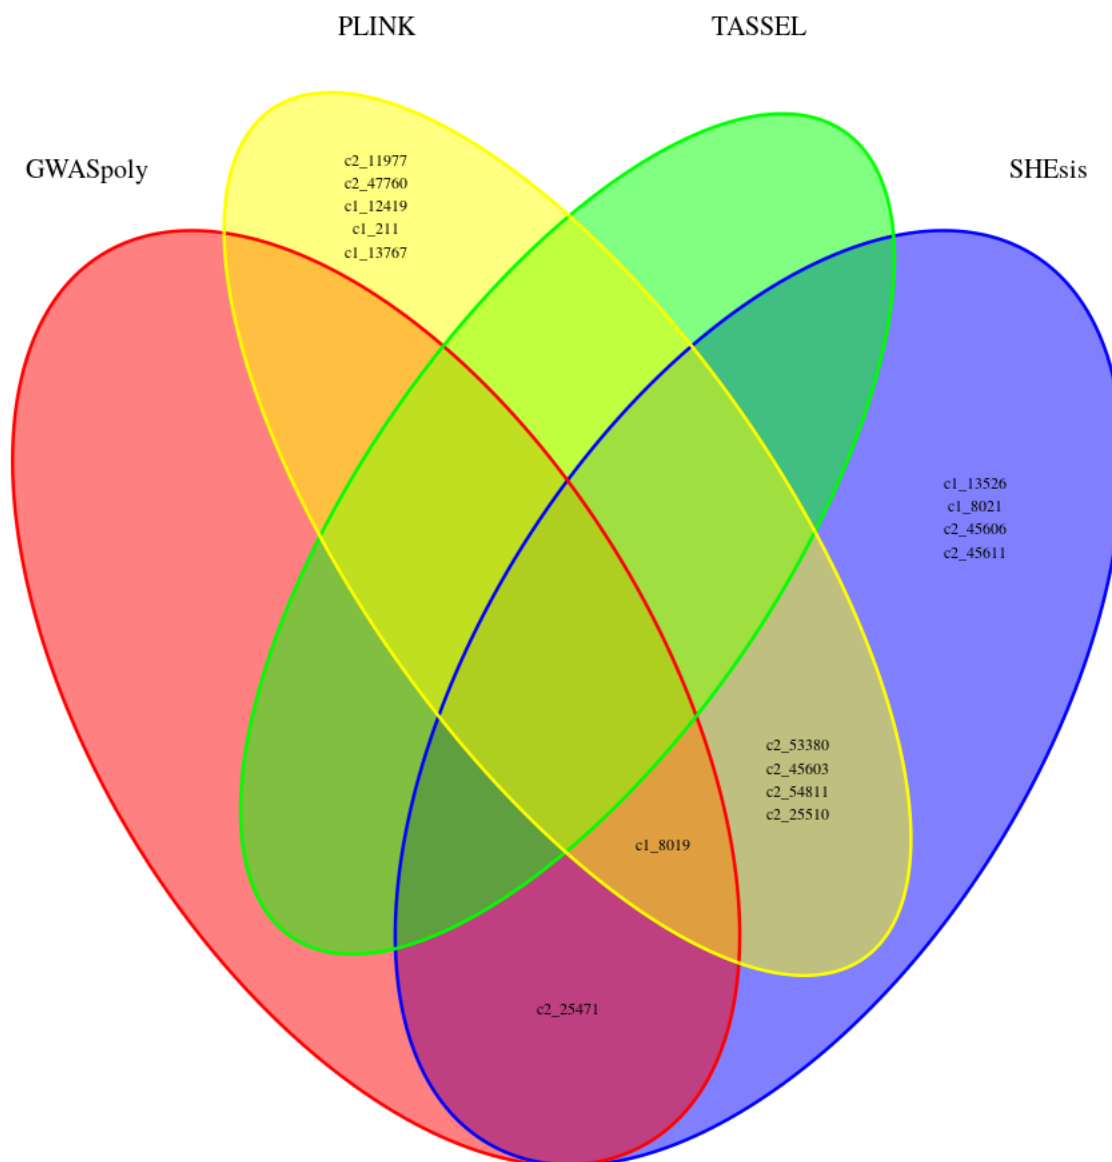 PLINK
TASSEL
GWASpoly
SHEsis
c2_11977
c2_47760
c1_12419
c1_211
c1_13767
c1_13526
c1_8021
c2_45606
c2_45611
c2_53380
c2_45603
c2_54811
c2_25510
c1_8019
c2_25471